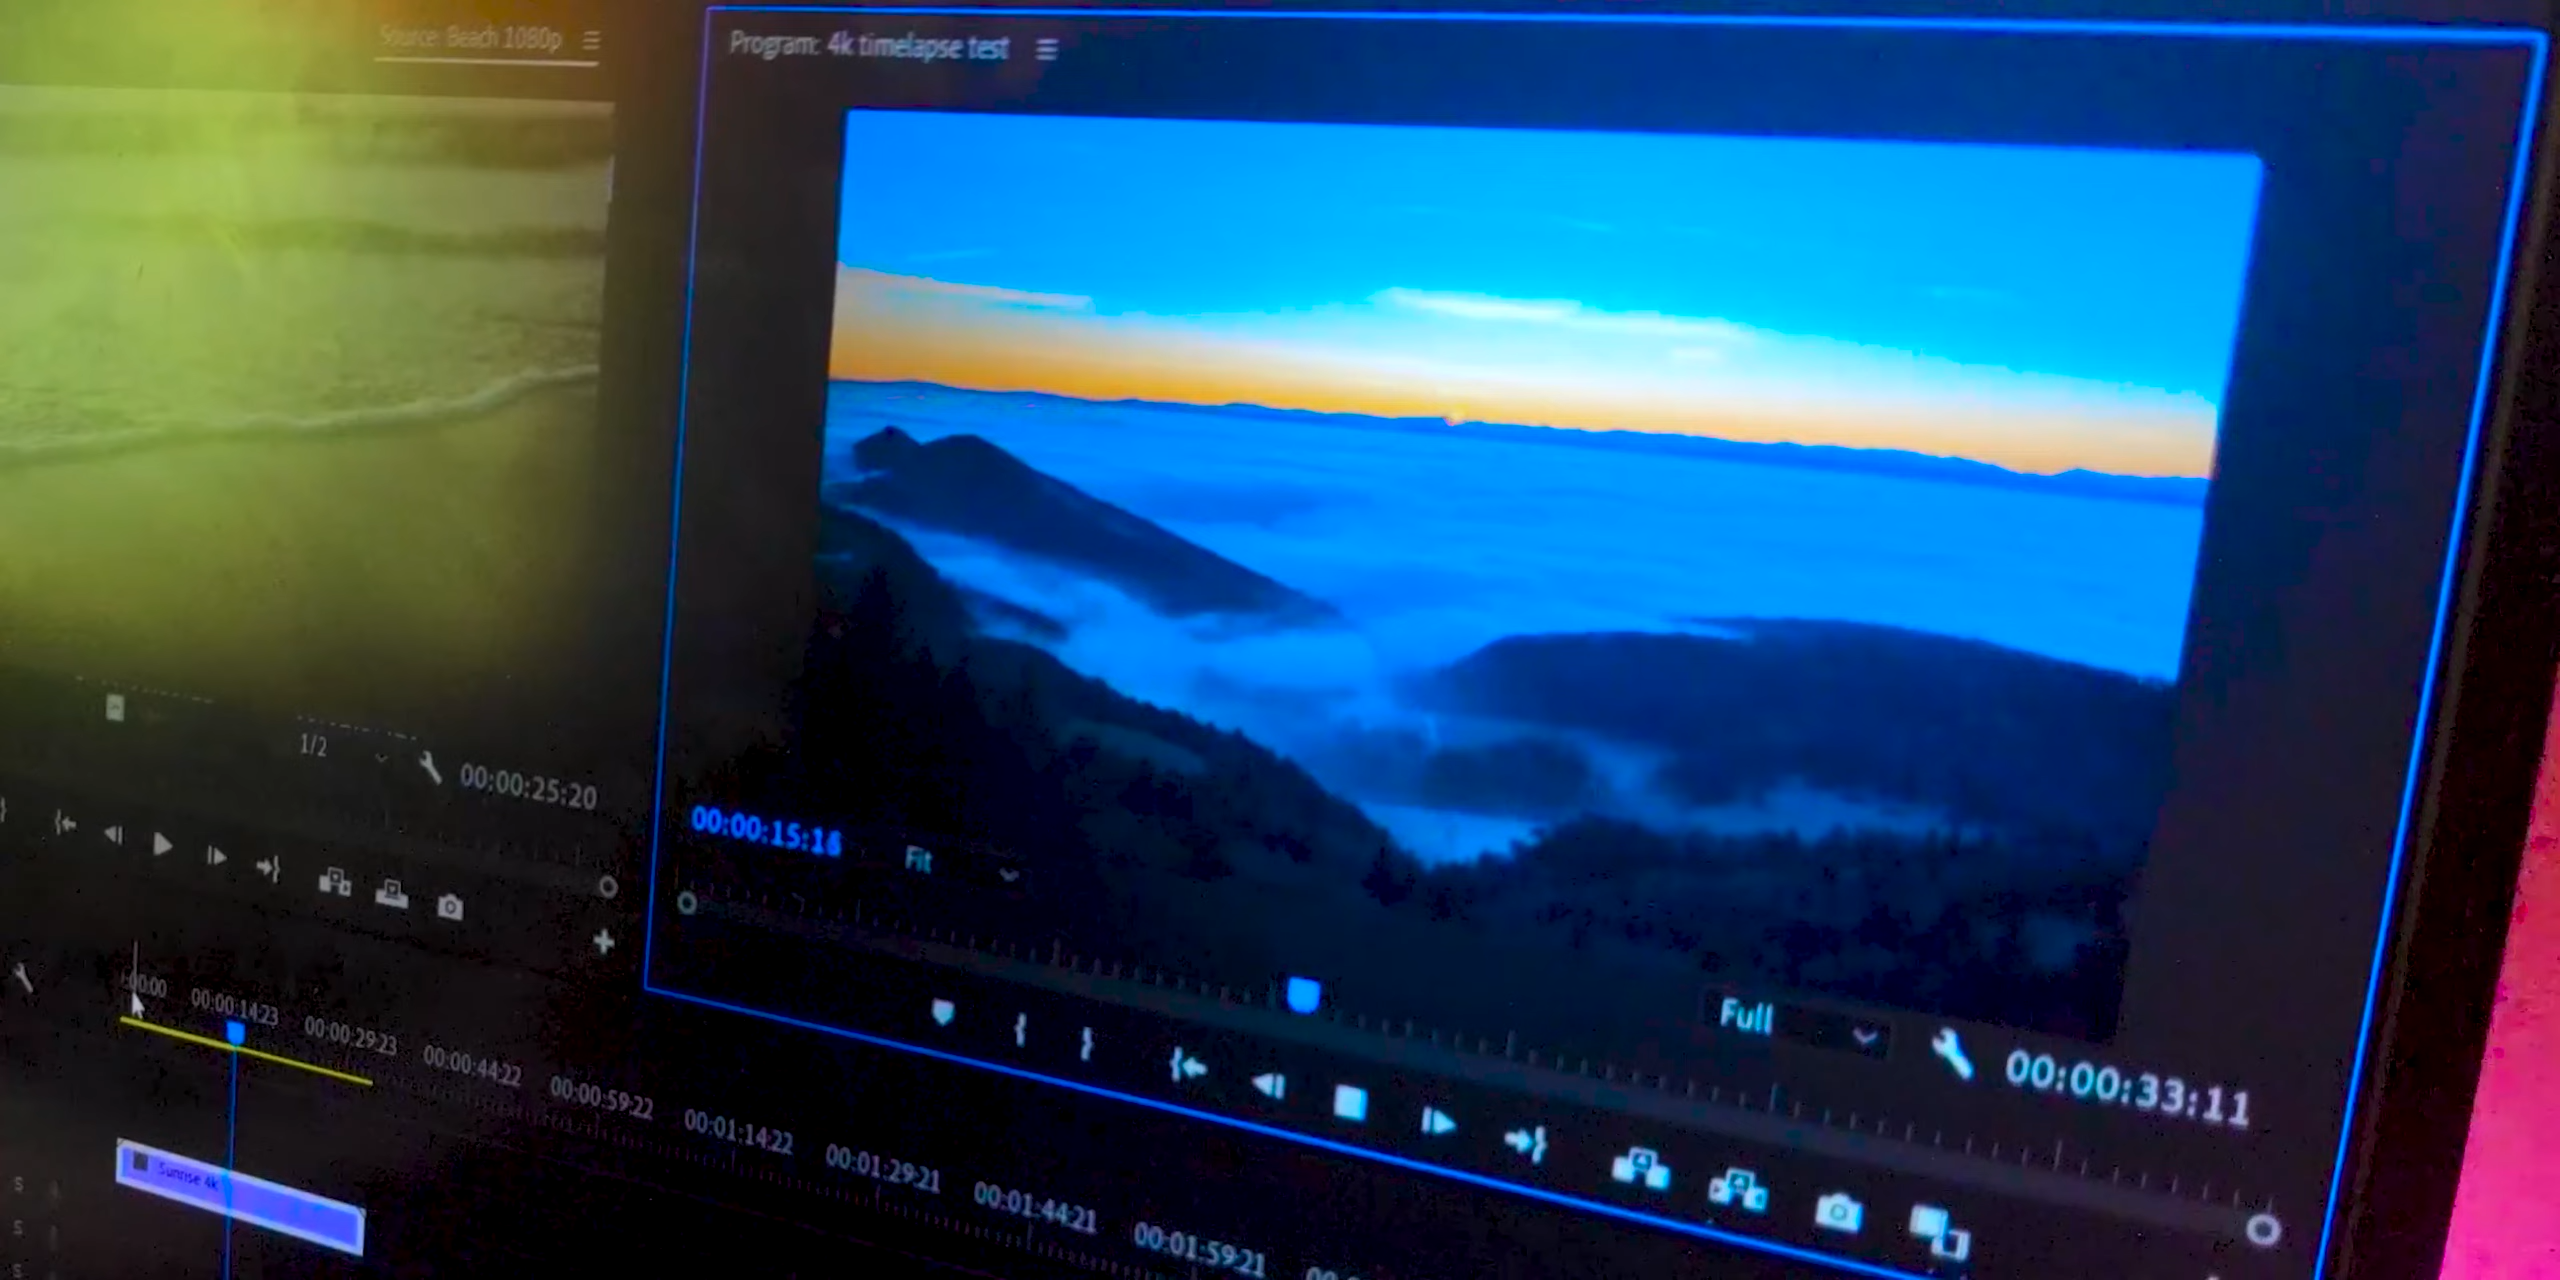 Source: Beach 1080p
Program: 4k timelapse test
1/2
00:00:25:20
00:00:15:16
Fit
Full
00:00:33:11
:00:00
00:00:14:23
00:00:29:23
00:00:44:22
00:00:59:22
00:01:14:22
00:01:29:21
00:01:44:21
00:01:59:21
Sunrise 4k
S
S
S